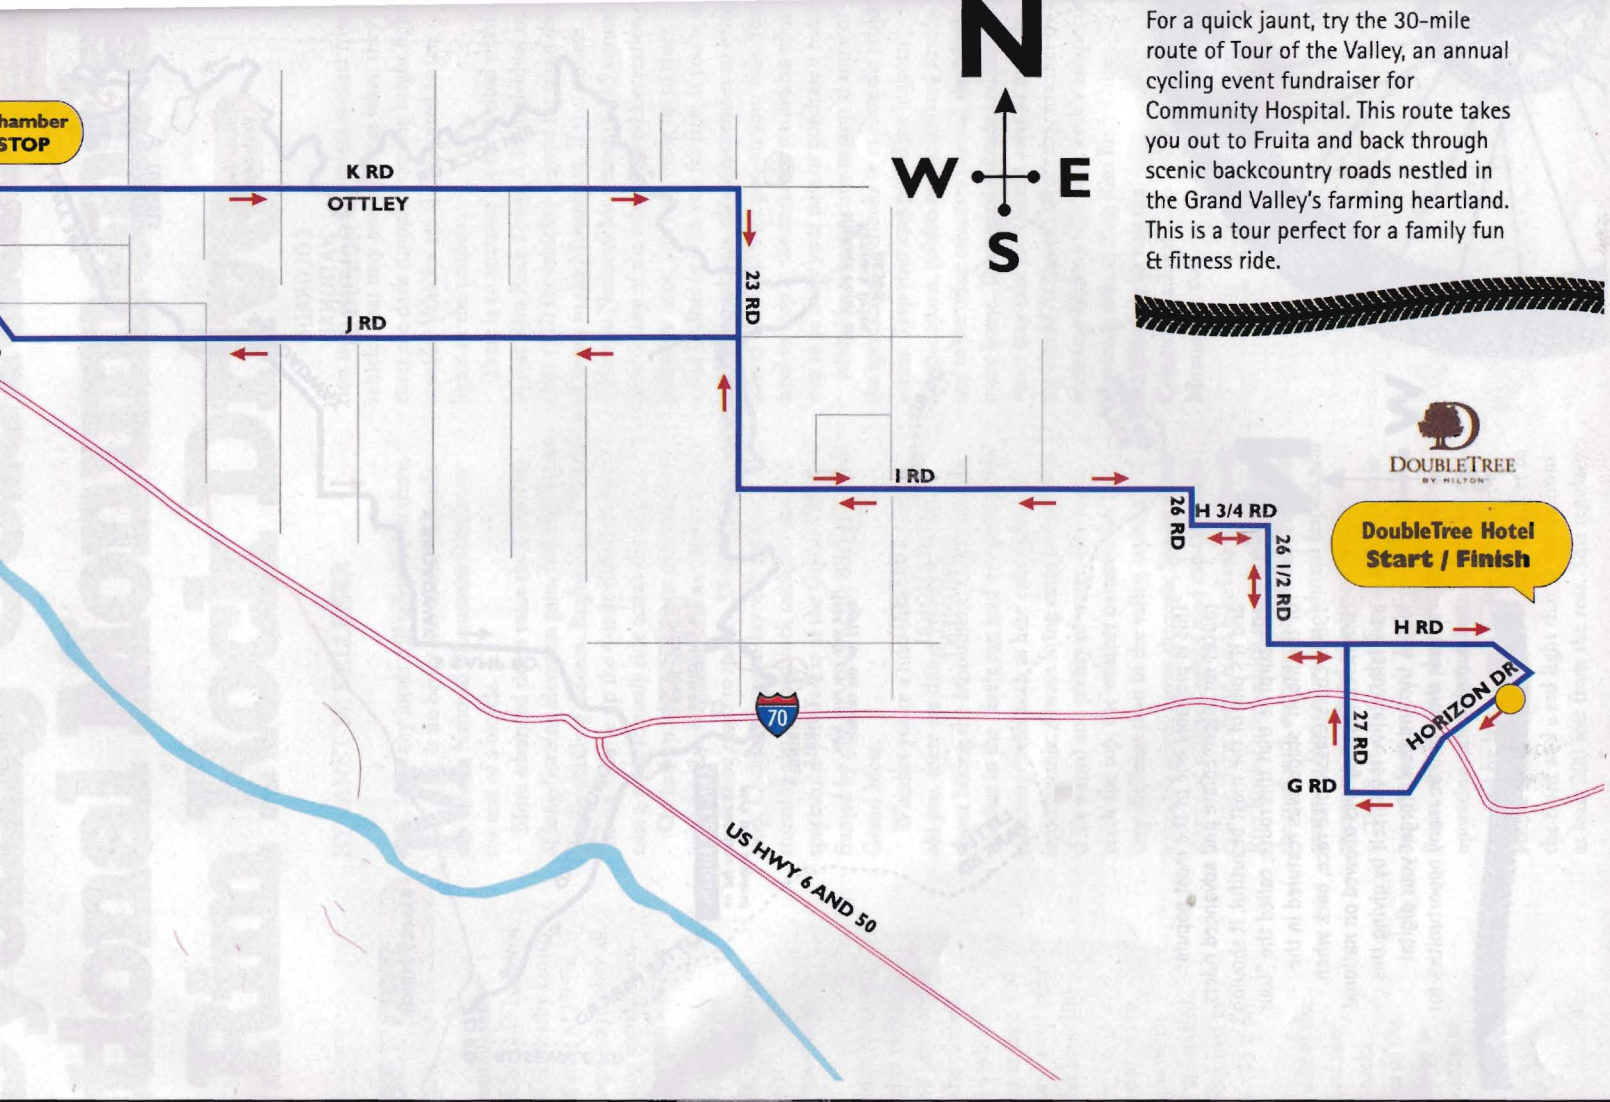 N
W
E
S
For a quick jaunt, try the 30-mile
route of Tour of the Valley, an annual
cycling event fundraiser for
Community Hospital. This route takes
you out to Fruita and back through
scenic backcountry roads nestled in
the Grand Valley's farming heartland.
This is a tour perfect for a family fun
& fitness ride.
hamber
STOP
K RD
OTTLEY
23 RD
J RD
I RD
26 RD
H 3/4 RD
26 1/2 RD
DOUBLETREE
BY HILTON
DoubleTree Hotel
Start / Finish
H RD
HORIZON DR
27 RD
G RD
70
US HWY 6 AND 50